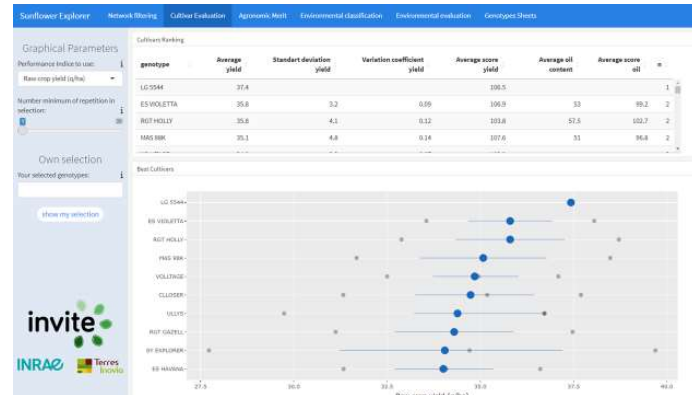 Sunflower Explorer Network filtering Cultivar Evaluation Agronomic Merit Environmental classification Environmental evaluation Genotypes Sheets
Graphical Parameters
Performance indice to use: i
Raw crop yield (q/ha)
Number minimum of repetition in selection: i
Own selection
Your selected genotypes: i
show my selection
invite
INRAE Terres Inovia
Cultivars Ranking
genotype Average yield Standart deviation yield Variation coefficient yield Average score yield Average oil content Average score oil n
LG 5544 37.4 106.5 1
ES VIOLETTA 35.8 3.2 0.09 106.9 53 99.2 2
RGT HOLLY 35.8 4.1 0.12 103.8 57.5 102.7 2
MAS 98K 35.1 4.8 0.14 107.6 51 96.8 2
Best Cultivars
LG 5544
ES VIOLETTA
RGT HOLLY
MAS 98K
VOLLTAGE
CLLOSER
ULLYS
RGT GAZELL
SY EXPLORER
ES HAVANA
27.5 30.0 32.5 35.0 37.5 40.0
Raw crop yield (q/ha)